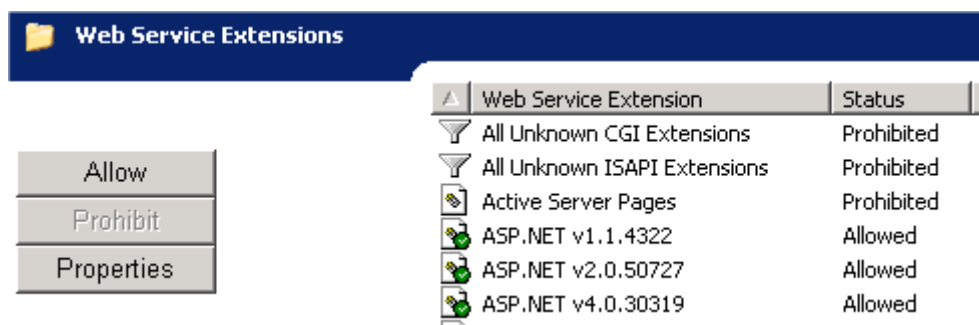 Web Service Extensions
Allow
Prohibit
Properties
Web Service Extension Status
All Unknown CGI Extensions Prohibited
All Unknown ISAPI Extensions Prohibited
Active Server Pages Prohibited
ASP.NET v1.1.4322 Allowed
ASP.NET v2.0.50727 Allowed
ASP.NET v4.0.30319 Allowed